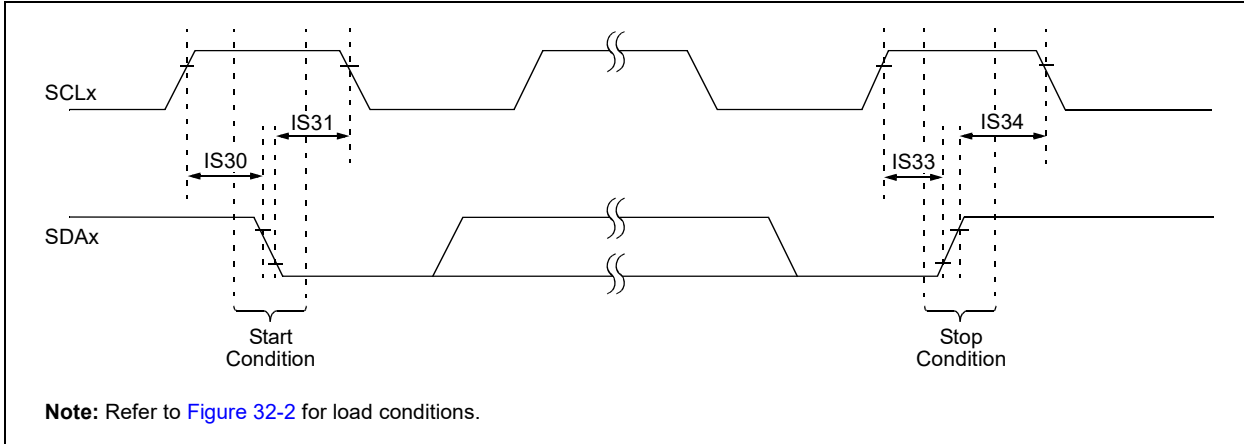 SCLx
IS31
IS34
IS30
IS33
SDAx
Start
Condition
Stop
Condition
Note: Refer to Figure 32-2 for load conditions.